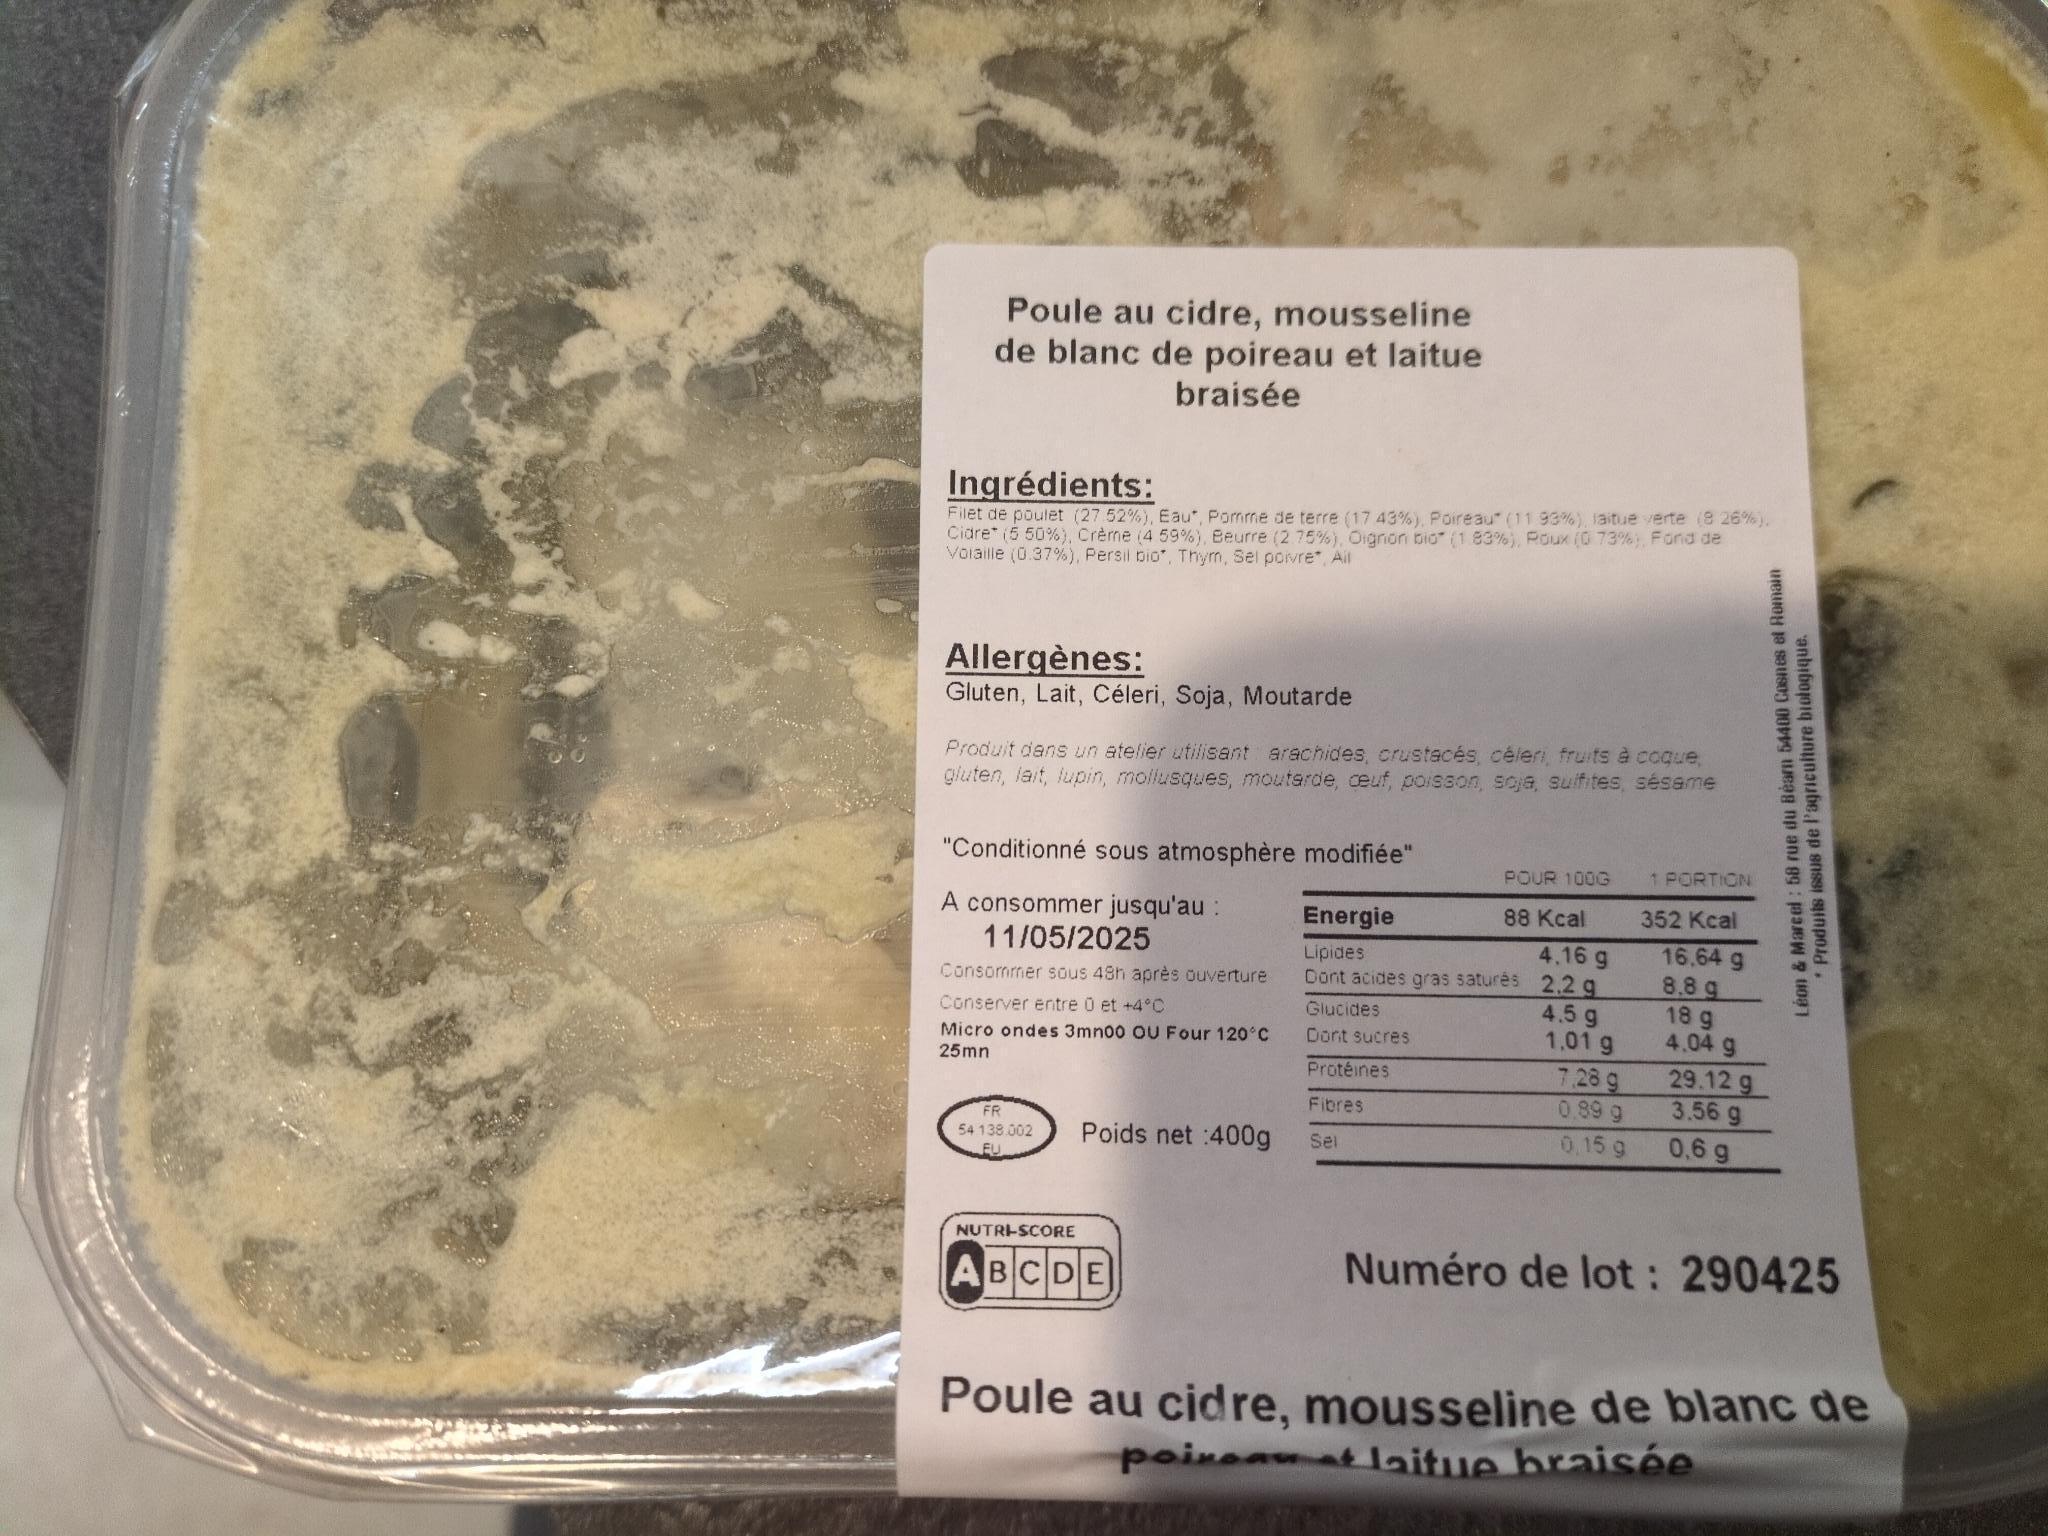 Poule au cidre, mousseline
de blanc de poireau et laitue
braisée
Ingrédients:
Filet de poulet (27.52%), Eau*, Pomme de terre (17.43%), Poireau* (11.93%), laitue verte (8.26%),
Cidre* (5.50%), Crème (4.59%), Beurre (2.75%), Oignon bio* (1.83%), Roux (0.73%), Fond de
Volaille (0.37%), Persil bio*, Thym, Sel poivre*, Ail
Allergènes:
Gluten, Lait, Céleri, Soja, Moutarde
Produit dans un atelier utilisant arachides, crustacés, céleri, fruits à coque,
gluten, lait, lupin, mollusques, moutarde, œuf, poisson, soja, sulfites, sésame
"Conditionné sous atmosphère modifiée"
A consommer jusqu'au :
11/05/2025
Consommer sous 48h après ouverture
Conserver entre 0 et +4°C
Micro ondes 3mn00 OU Four 120°C
25mn
FR
54 138.002
EU
Poids net :400g
POUR 100G 1 PORTION
Energie 88 Kcal 352 Kcal
Lipides 4,16 g 16,64 g
Dont acides gras saturés 2,2 g 8,8 g
Glucides 4,5 g 18 g
Dont sucres 1,01 g 4,04 g
Protéines 7,28 g 29,12 g
Fibres 0,89 g 3,56 g
Sel 0,15 g 0,6 g
Léon & Marcel : 58 rue du Béarn 54400 Cosnes et Romain
* Produits issus de l'agriculture biologique.
NUTRI-SCORE
A B C D E
Numéro de lot : 290425
Poule au cidre, mousseline de blanc de
poireau et laitue braisée